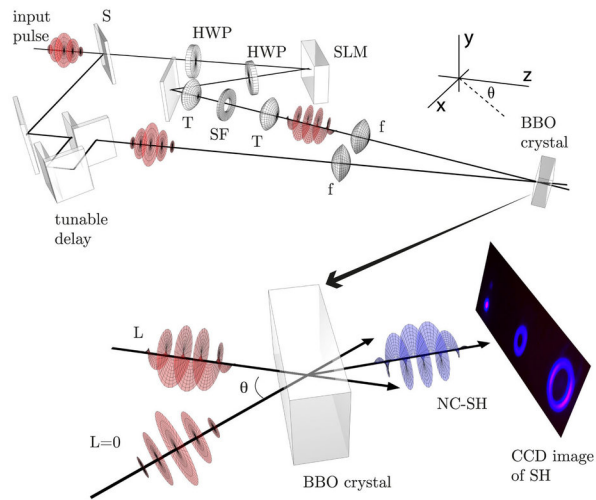 input
pulse
S
HWP
HWP
SLM
y
z
θ
x
BBO
crystal
T
SF
T
f
f
tunable
delay
L
θ
L=0
NC-SH
BBO crystal
CCD image
of SH